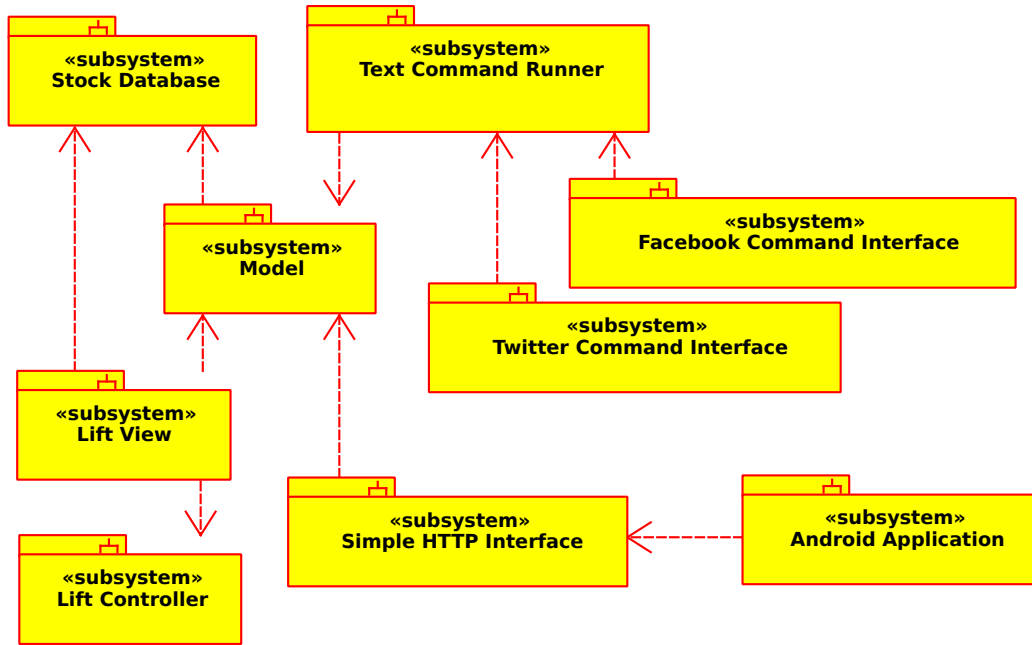 «subsystem»
Stock Database
«subsystem»
Text Command Runner
«subsystem»
Facebook Command Interface
«subsystem»
Model
«subsystem»
Twitter Command Interface
«subsystem»
Lift View
«subsystem»
Simple HTTP Interface
«subsystem»
Android Application
«subsystem»
Lift Controller